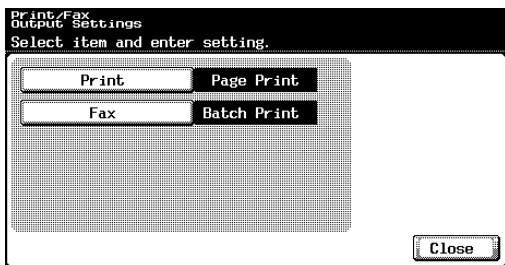 Print/Fax
Output Settings
Select item and enter setting.
Print Page Print
Fax Batch Print
Close